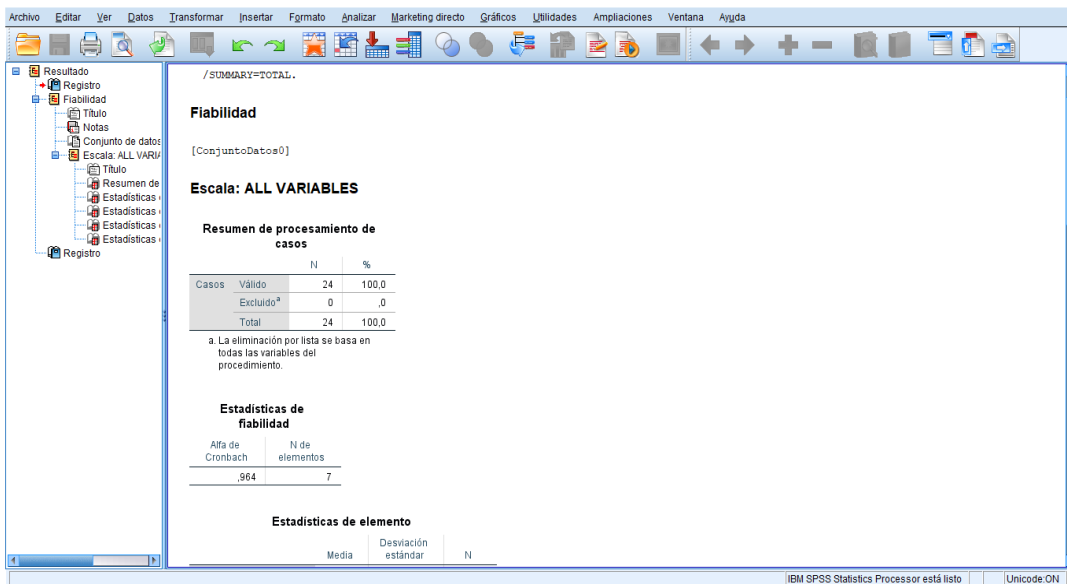 Archivo Editar Ver Datos Transformar Insertar Formato Analizar Marketing directo Gráficos Utilidades Ampliaciones Ventana Ayuda
Resultado
Registro
Fiabilidad
Título
Notas
Conjunto de datos
Escala: ALL VARIA
Título
Resumen de
Estadísticas
Estadísticas
Estadísticas
Estadísticas
Registro
/SUMMARY=TOTAL.
Fiabilidad
[ConjuntoDatos0]
Escala: ALL VARIABLES
Resumen de procesamiento de
casos
N %
Casos Válido 24 100,0
Excluido^a 0 ,0
Total 24 100,0
a. La eliminación por lista se basa en
todas las variables del
procedimiento.
Estadísticas de
fiabilidad
Alfa de N de
Cronbach elementos
,964 7
Estadísticas de elemento
Desviación
Media estándar N
IBM SPSS Statistics Processor está listo Unicode:ON